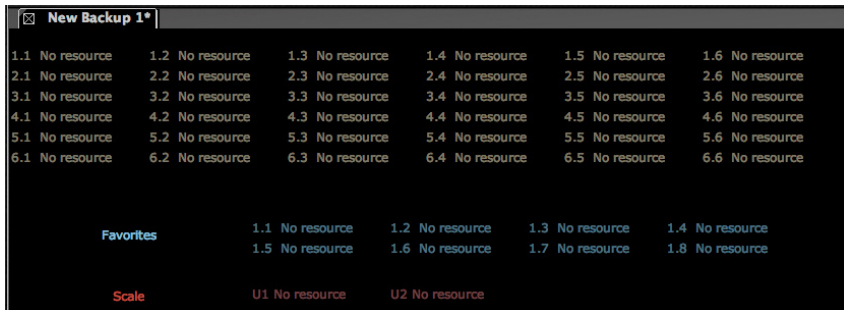 New Backup 1*
1.1 No resource 1.2 No resource 1.3 No resource 1.4 No resource 1.5 No resource 1.6 No resource
2.1 No resource 2.2 No resource 2.3 No resource 2.4 No resource 2.5 No resource 2.6 No resource
3.1 No resource 3.2 No resource 3.3 No resource 3.4 No resource 3.5 No resource 3.6 No resource
4.1 No resource 4.2 No resource 4.3 No resource 4.4 No resource 4.5 No resource 4.6 No resource
5.1 No resource 5.2 No resource 5.3 No resource 5.4 No resource 5.5 No resource 5.6 No resource
6.1 No resource 6.2 No resource 6.3 No resource 6.4 No resource 6.5 No resource 6.6 No resource
Favorites
1.1 No resource 1.2 No resource 1.3 No resource 1.4 No resource
1.5 No resource 1.6 No resource 1.7 No resource 1.8 No resource
Scale U1 No resource U2 No resource